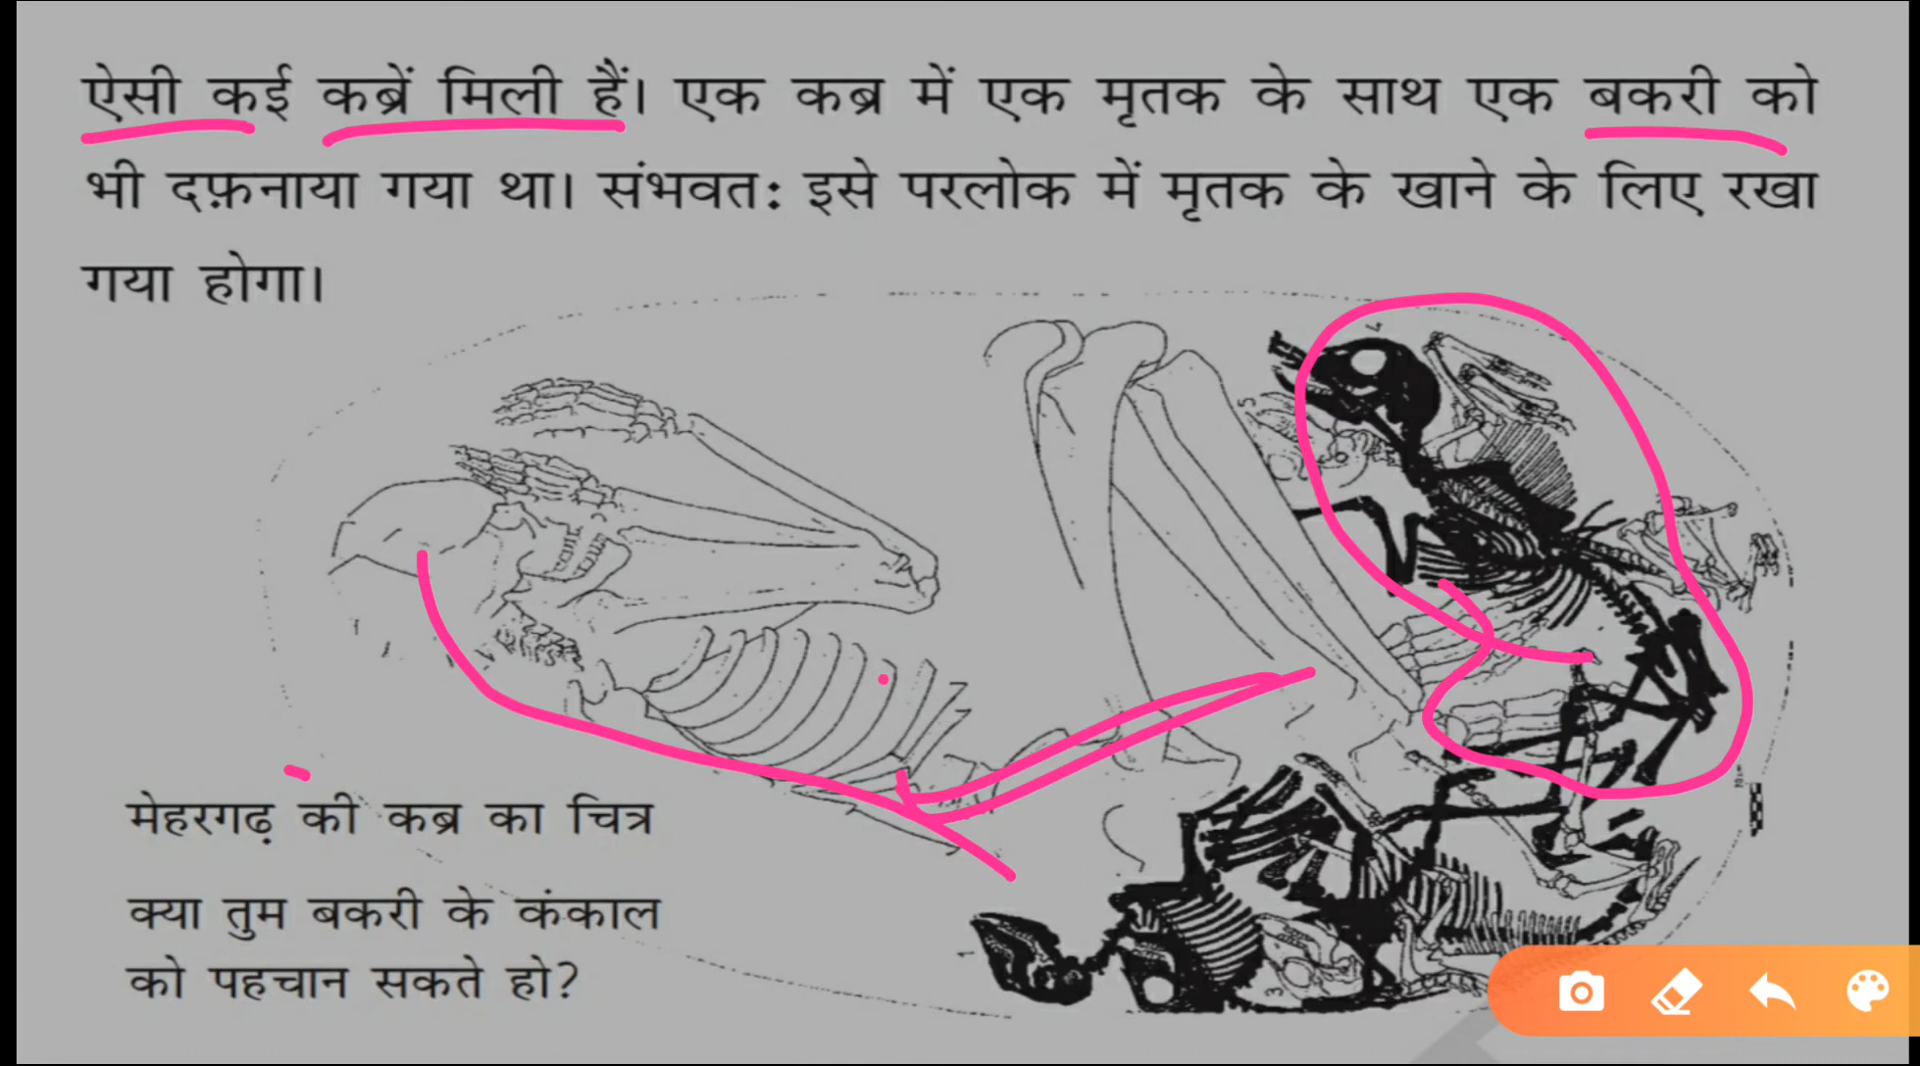 ऐसी कई कब्रें मिली हैं। एक कब्र में एक मृतक के साथ एक बकरी को
भी दफ़नाया गया था। संभवतः इसे परलोक में मृतक के खाने के लिए रखा
गया होगा।
मेहरगढ़ की कब्र का चित्र
क्या तुम बकरी के कंकाल
को पहचान सकते हो?